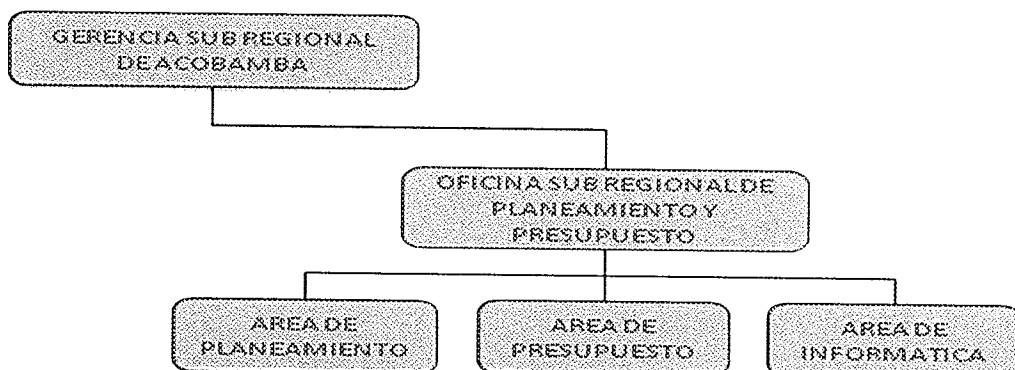 GERENCIA SUB REGIONAL
DE ACOBAMBA
OFICINA SUB REGIONAL DE
PLANEAMIENTO Y
PRESUPUESTO
AREA DE
PLANEAMIENTO
AREA DE
PRESUPUESTO
AREA DE
INFORMATICA